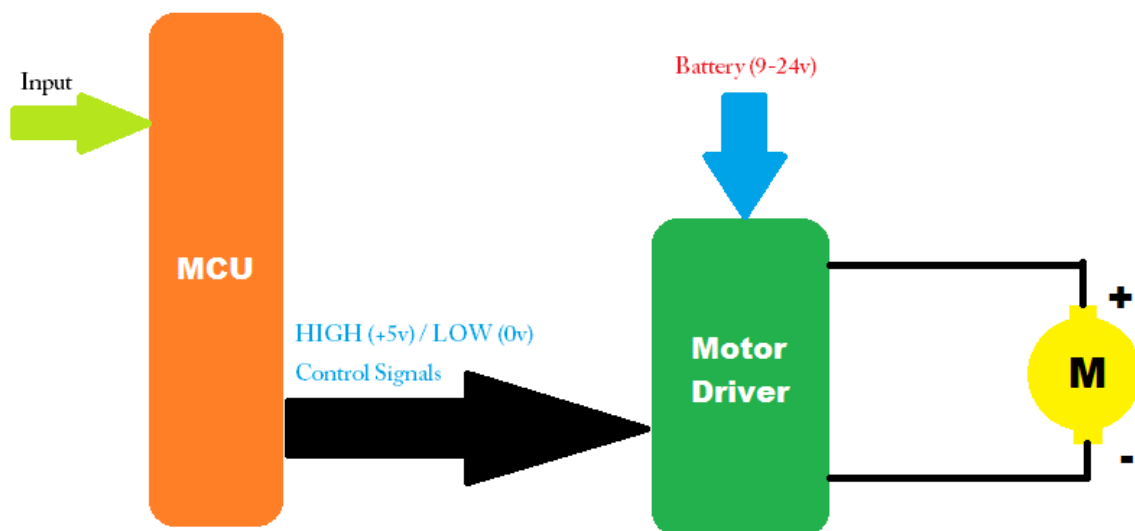 Input
Battery (9-24v)
MCU
HIGH (+5v) / LOW (0v)
Control Signals
Motor
Driver
+
M
-